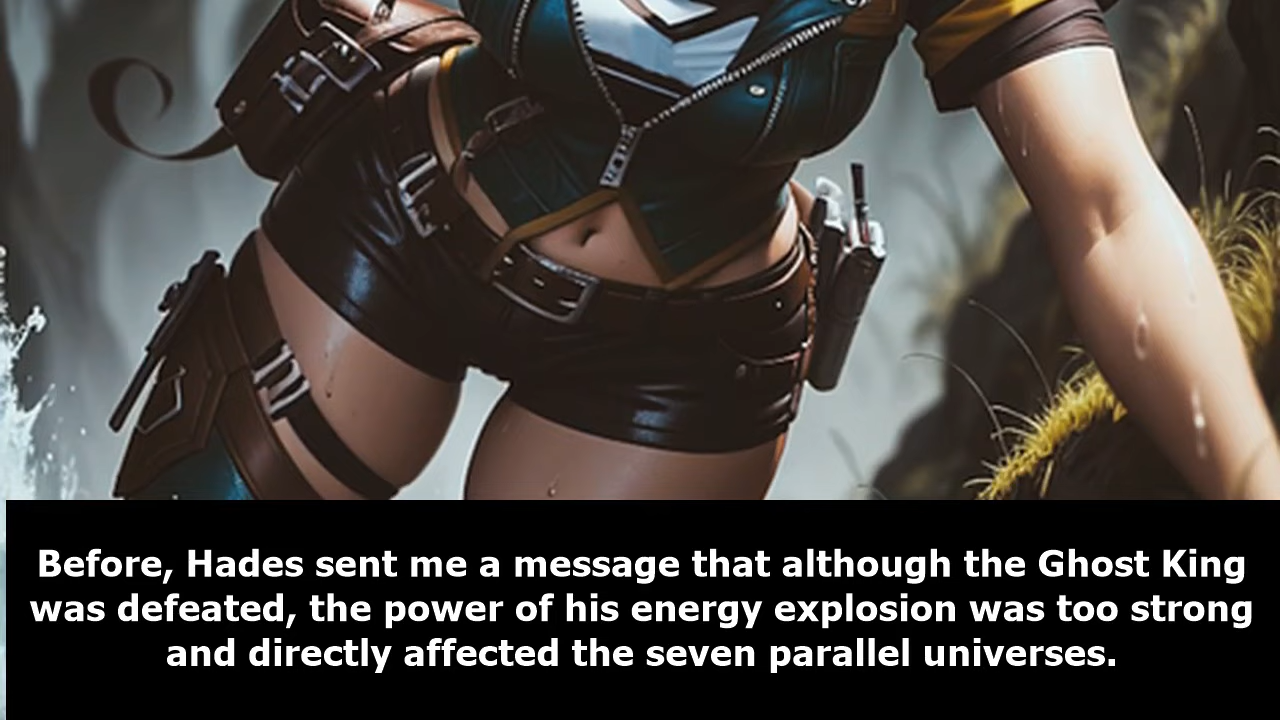 Before, Hades sent me a message that although the Ghost King
was defeated, the power of his energy explosion was too strong
and directly affected the seven parallel universes.